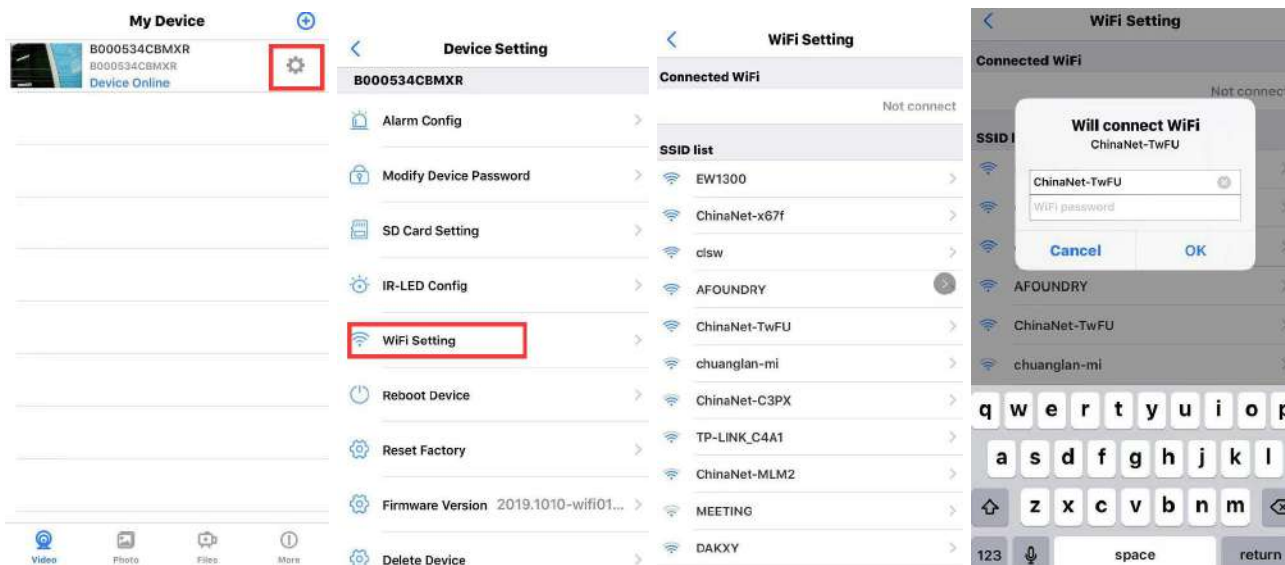 My Device
B000534CBMXR
B000534CBMXR
Device Online
Video
Photo
Files
More
Device Setting
B000534CBMXR
Alarm Config
Modify Device Password
SD Card Setting
IR-LED Config
WiFi Setting
Reboot Device
Reset Factory
Firmware Version 2019.1010-wifi01...
Delete Device
WiFi Setting
Connected WiFi
Not connect
SSID list
EW1300
ChinaNet-x67f
clsw
AFOUNDRY
ChinaNet-TwFU
chuanglan-mi
ChinaNet-C3PX
TP-LINK_C4A1
ChinaNet-MLM2
MEETING
DAKXY
WiFi Setting
Connected WiFi
Not connec
SSID l
Will connect WiFi
ChinaNet-TwFU
ChinaNet-TwFU
WiFi password
Cancel OK
AFOUNDRY
ChinaNet-TwFU
chuanglan-mi
q w e r t y u i o p
a s d f g h j k l
z x c v b n m
123 space return